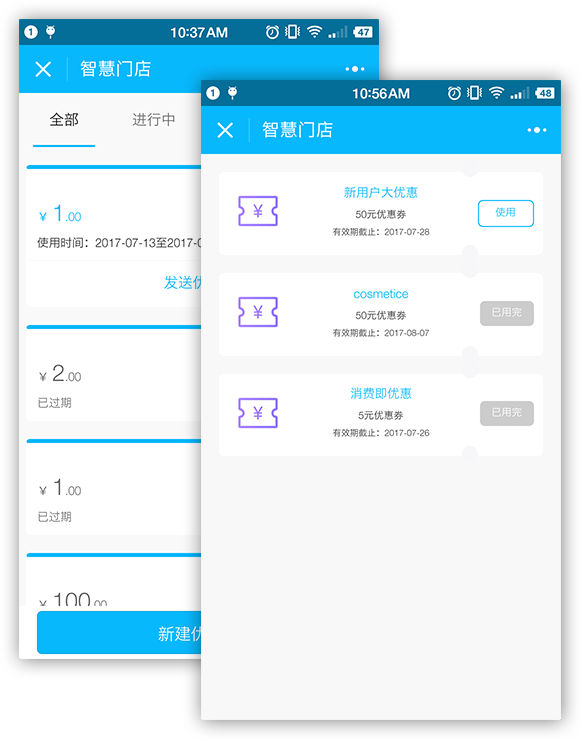 10:37AM
47
智慧门店
全部
进行中
¥ 1.00
使用时间：2017-07-13至2017-0
发送优
¥ 2.00
已过期
¥ 1.00
已过期
¥ 100.00
新建优
1
10:56AM
48
智慧门店
¥
新用户大优惠
50元优惠券
有效期截止：2017-07-28
使用
¥
cosmetice
50元优惠券
有效期截止：2017-08-07
已用完
¥
消费即优惠
5元优惠券
有效期截止：2017-07-26
已用完